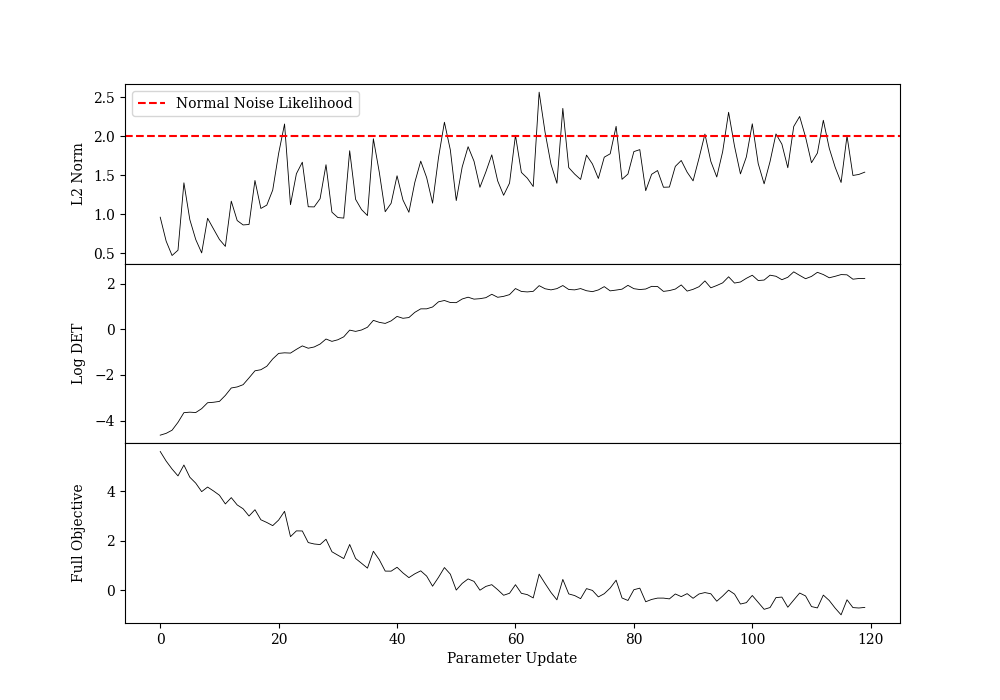 2.5
2.0
1.5
1.0
0.5
L2 Norm
Normal Noise Likelihood
2
0
−2
−4
Log DET
4
2
0
Full Objective
0 20 40 60 80 100 120
Parameter Update